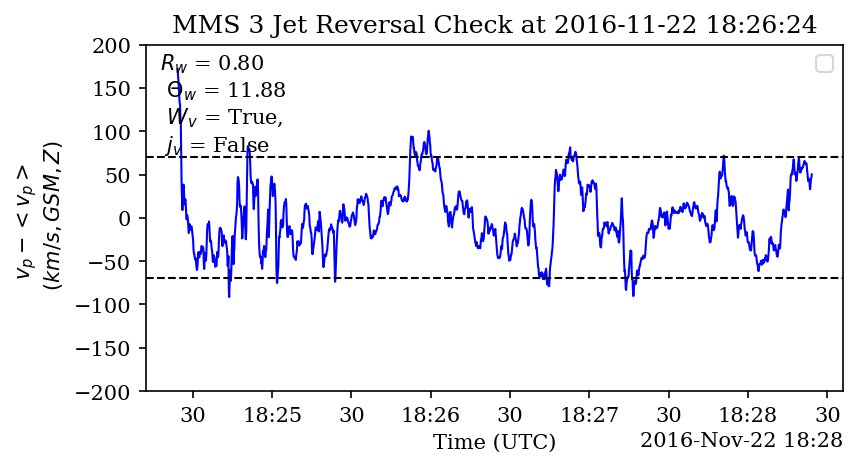 MMS 3 Jet Reversal Check at 2016-11-22 18:26:24
R_w = 0.80
Θ_w = 11.88
W_v = True,
j_v = False
v_p − < v_p >
(km/s, GSM, Z)
200
150
100
50
0
−50
−100
−150
−200
30 18:25 30 18:26 30 18:27 30 18:28 30
Time (UTC) 2016-Nov-22 18:28